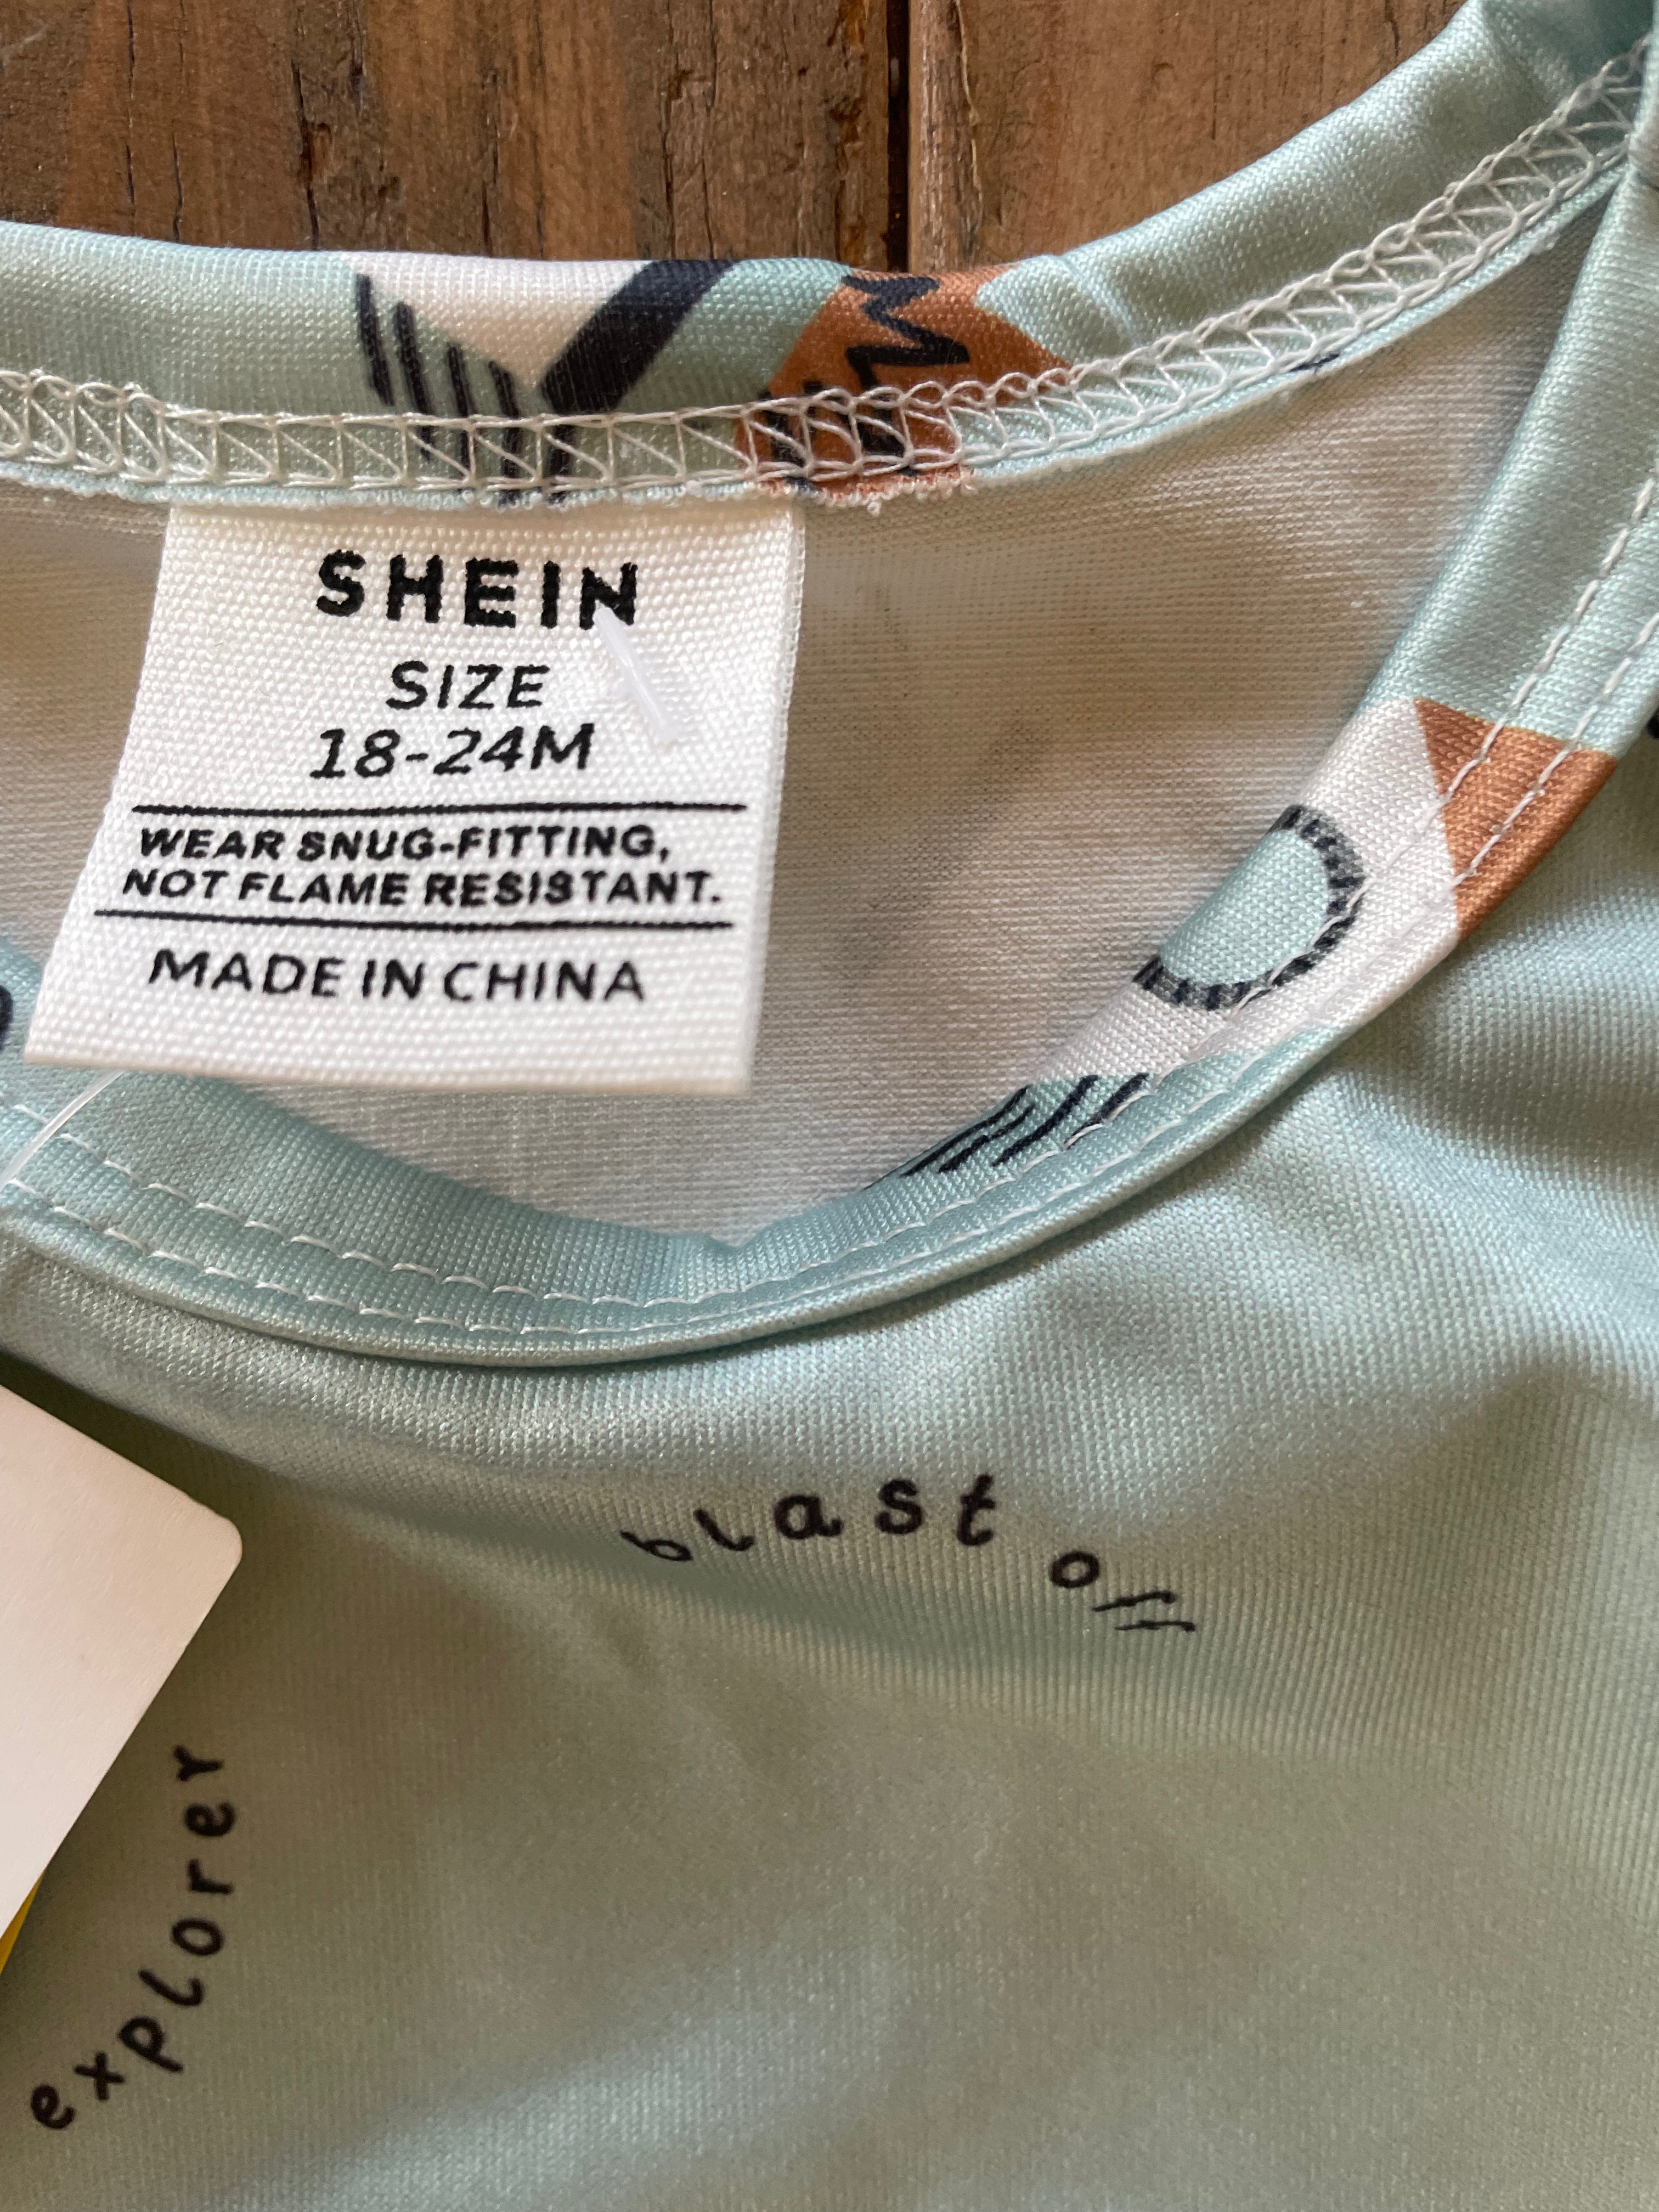 SHEIN
SIZE
18-24M
WEAR SNUG-FITTING,
NOT FLAME RESISTANT.
MADE IN CHINA
blast off
explorer